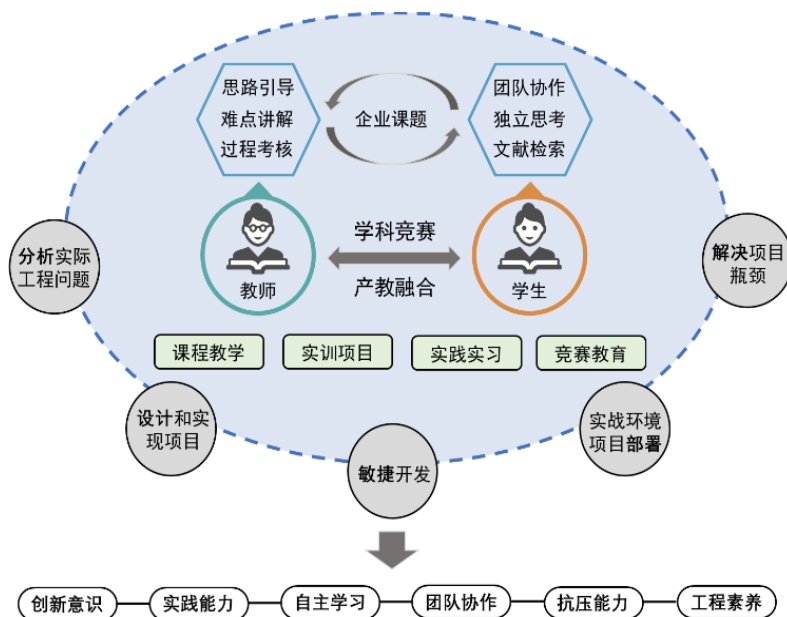 思路引导
难点讲解
过程考核
企业课题
团队协作
独立思考
文献检索
学科竞赛
产教融合
教师
学生
分析实际
工程问题
解决项目
瓶颈
课程教学
实训项目
实践实习
竞赛教育
设计和实
现项目
实战环境
项目部署
敏捷开发
创新意识
实践能力
自主学习
团队协作
抗压能力
工程素养